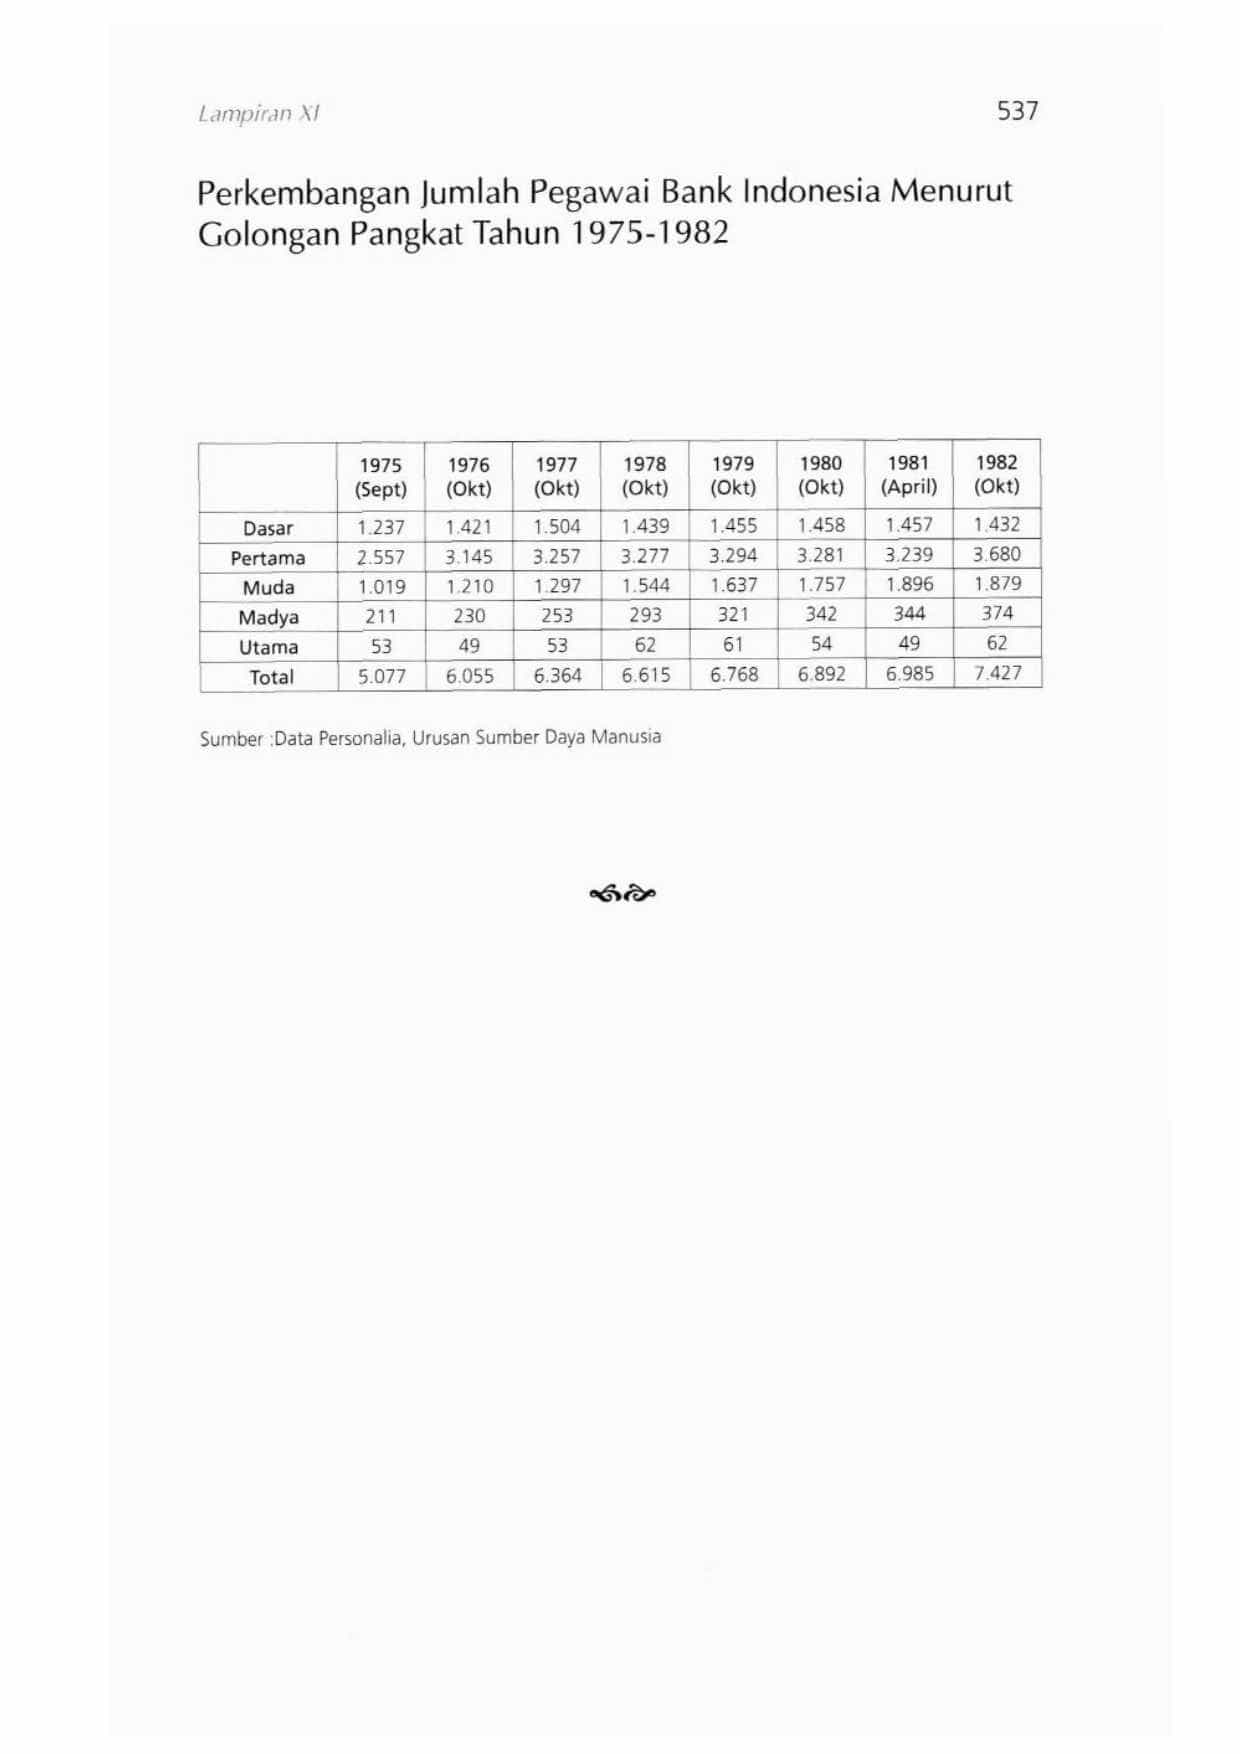 Lampiran XI 537
Perkembangan Jumlah Pegawai Bank Indonesia Menurut
Golongan Pangkat Tahun 1975-1982
1975 1976 1977 1978 1979 1980 1981 1982
(Sept) (Okt) (Okt) (Okt) (Okt) (Okt) (April) (Okt)
Dasar 1.237 1.421 1.504 1.439 1.455 1.458 1.457 1.432
Pertama 2.557 3.145 3.257 3.277 3.294 3.281 3.239 3.680
Muda 1.019 1.210 1.297 1.544 1.637 1.757 1.896 1.879
Madya 211 230 253 293 321 342 344 374
Utama 53 49 53 62 61 54 49 62
Total 5.077 6.055 6.364 6.615 6.768 6.892 6.985 7.427
Sumber :Data Personalia, Urusan Sumber Daya Manusia